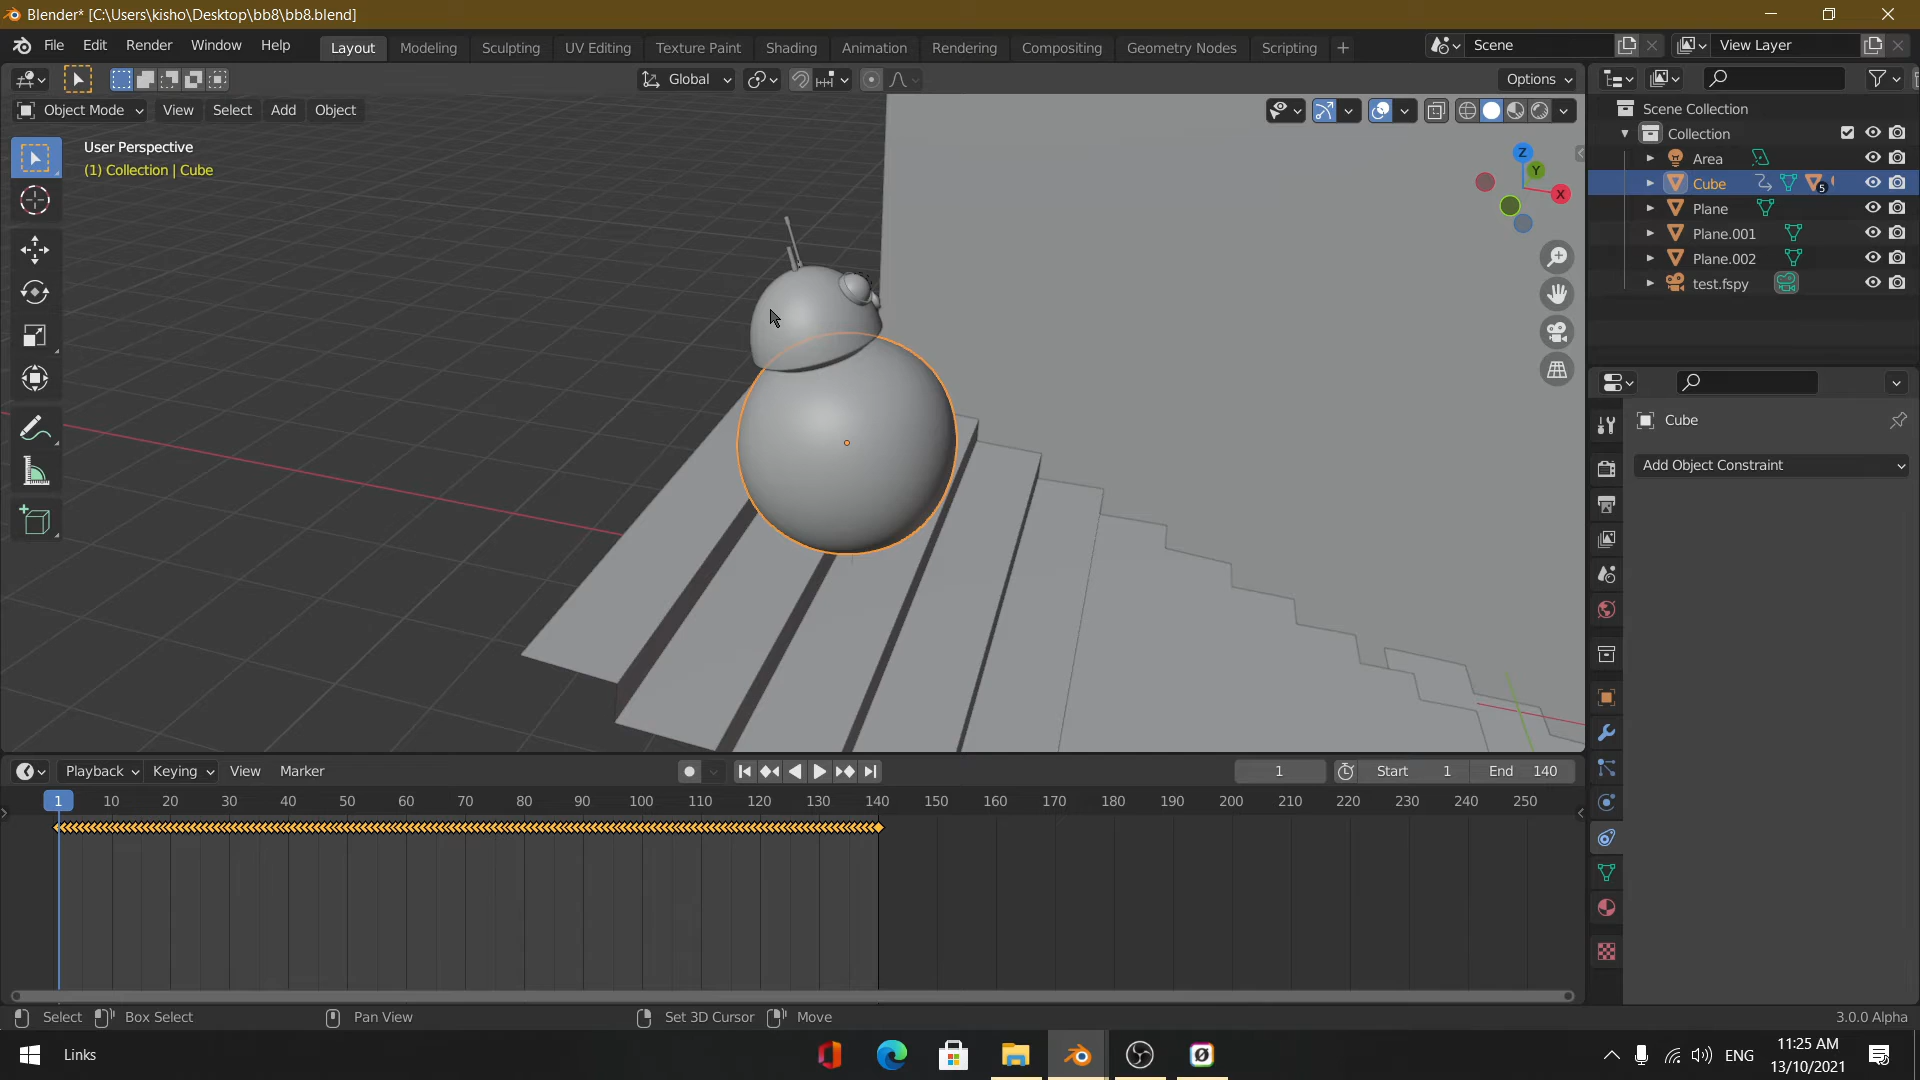 Blender* [C:\Users\kisho\Desktop\bb8\bb8.blend]
File Edit Render Window Help
Layout Modeling Sculpting UV Editing Texture Paint Shading Animation Rendering Compositing Geometry Nodes Scripting +
Scene
View Layer
Global
Options
Object Mode View Select Add Object
User Perspective
(1) Collection | Cube
Z
Y
X
Scene Collection
Collection
Area
Cube
5
Plane
Plane.001
Plane.002
test.fspy
Cube
Add Object Constraint
Playback Keying View Marker
1
Start 1
End 140
1 10 20 30 40 50 60 70 80 90 100 110 120 130 140 150 160 170 180 190 200 210 220 230 240 250
Select Box Select Pan View Set 3D Cursor Move
3.0.0 Alpha
Links
ENG
11:25 AM
13/10/2021